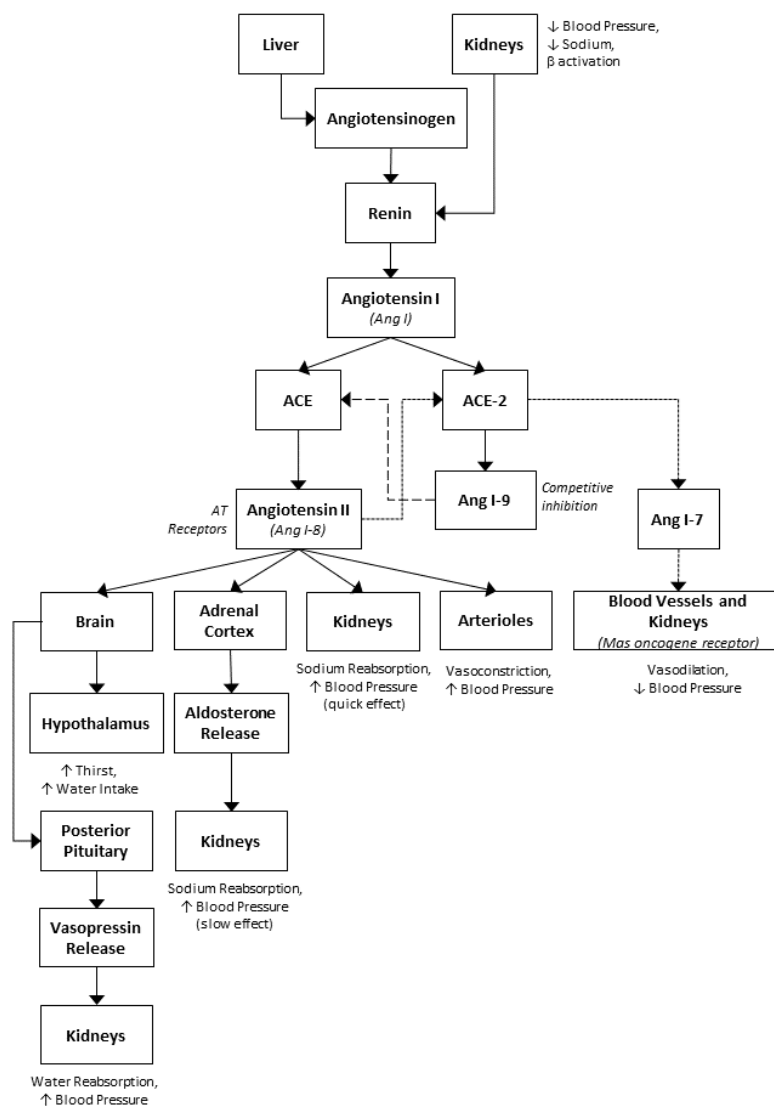 Liver
Kidneys
↓ Blood Pressure,
↓ Sodium,
β activation
Angiotensinogen
Renin
Angiotensin I
(Ang I)
ACE
ACE-2
AT
Receptors
Angiotensin II
(Ang I-8)
Ang I-9
Competitive
inhibition
Ang I-7
Brain
Adrenal
Cortex
Kidneys
Arterioles
Blood Vessels and
Kidneys
(Mas oncogene receptor)
Sodium Reabsorption,
↑ Blood Pressure
(quick effect)
Vasoconstriction,
↑ Blood Pressure
Vasodilation,
↓ Blood Pressure
Hypothalamus
↑ Thirst,
↑ Water Intake
Aldosterone
Release
Posterior
Pituitary
Kidneys
Sodium Reabsorption,
↑ Blood Pressure
(slow effect)
Vasopressin
Release
Kidneys
Water Reabsorption,
↑ Blood Pressure